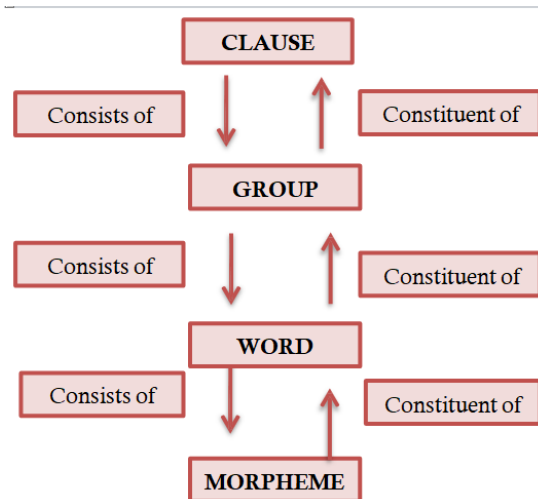 CLAUSE
Consists of
Constituent of
GROUP
Consists of
Constituent of
WORD
Consists of
Constituent of
MORPHEME